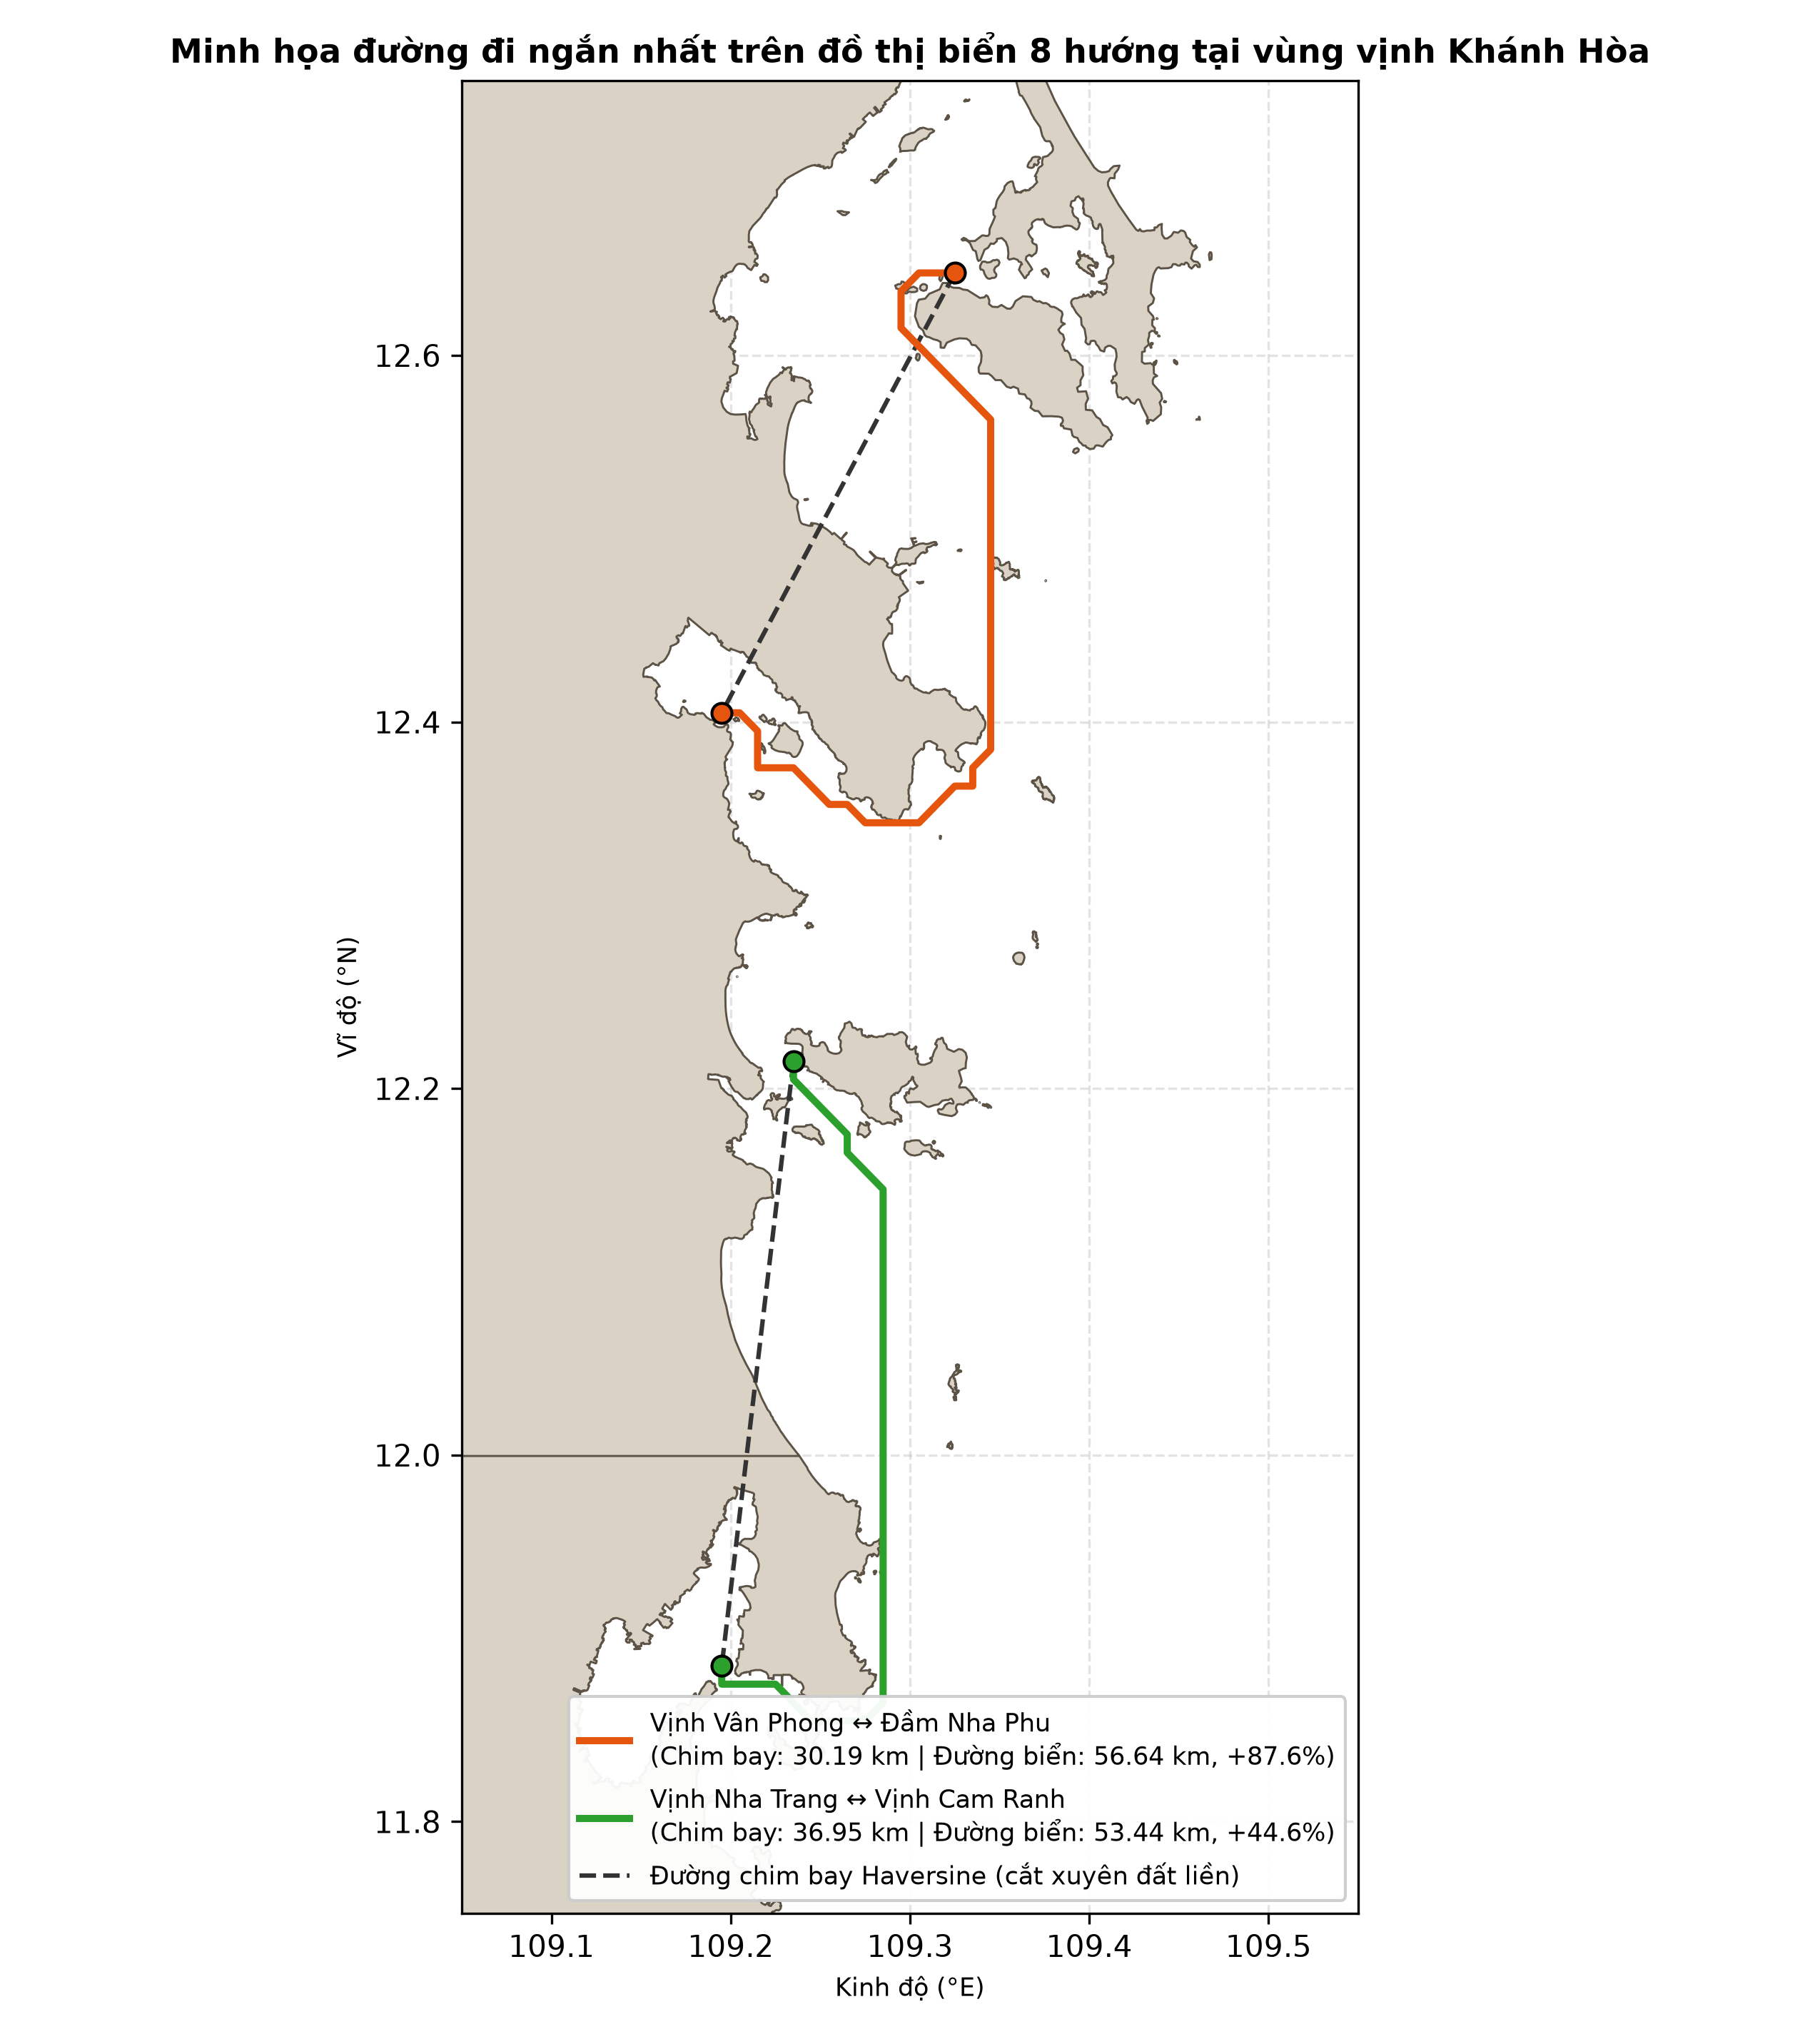 Minh họa đường đi ngắn nhất trên đồ thị biển 8 hướng tại vùng vịnh Khánh Hòa
12.6
12.4
12.2
12.0
11.8
Vĩ độ (°N)
109.1
109.2
109.3
109.4
109.5
Kinh độ (°E)
Vịnh Vân Phong ↔ Đầm Nha Phu
(Chim bay: 30.19 km | Đường biển: 56.64 km, +87.6%)
Vịnh Nha Trang ↔ Vịnh Cam Ranh
(Chim bay: 36.95 km | Đường biển: 53.44 km, +44.6%)
Đường chim bay Haversine (cắt xuyên đất liền)